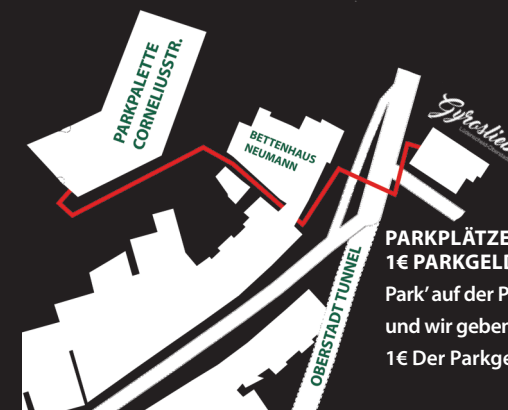 PARKPALETTE
CORNELIUSSTR.
BETTENHAUS
NEUMANN
OBERSTADT TUNNEL
PARKPLÄTZE
1€ PARKGELD
Park' auf der P
und wir geben
1€ Der Parkge